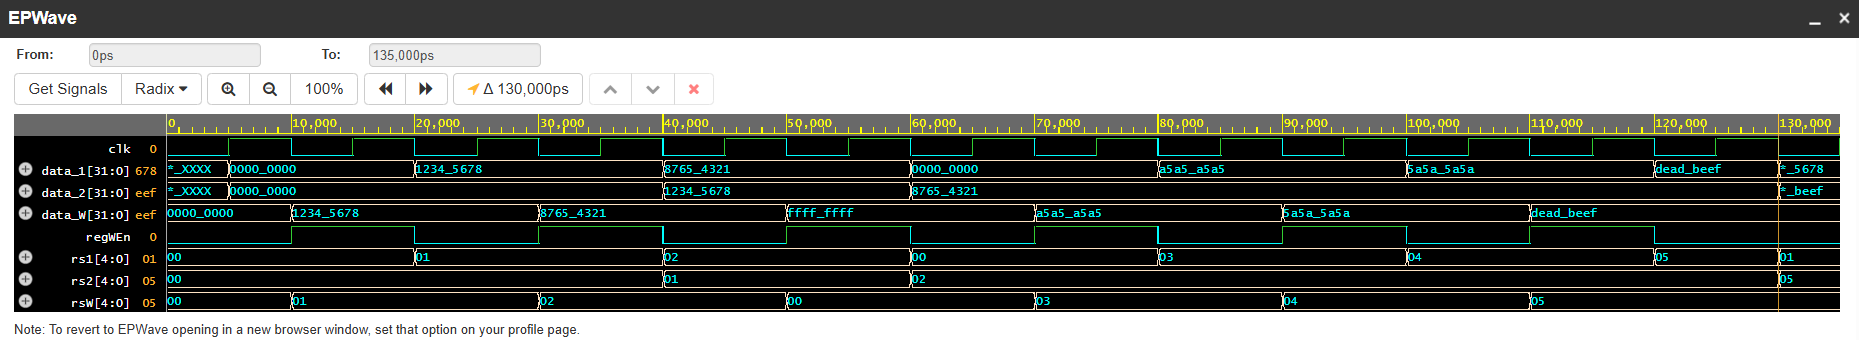 EPWave
From: 0ps To: 135,000ps
Get Signals Radix 100% Δ 130,000ps
0 10,000 20,000 30,000 40,000 50,000 60,000 70,000 80,000 90,000 100,000 110,000 120,000 130,000
clk 0
data_1[31:0] 678 *_XXXX 0000_0000 1234_5678 8765_4321 0000_0000 a5a5_a5a5 5a5a_5a5a dead_beef *_5678
data_2[31:0] eef *_XXXX 0000_0000 1234_5678 8765_4321 *_beef
data_W[31:0] eef 0000_0000 1234_5678 8765_4321 ffff_ffff a5a5_a5a5 5a5a_5a5a dead_beef
regWEn 0
rs1[4:0] 01 00 01 02 00 03 04 05 01
rs2[4:0] 05 00 01 02 05
rsW[4:0] 05 00 01 02 00 03 04 05
Note: To revert to EPWave opening in a new browser window, set that option on your profile page.